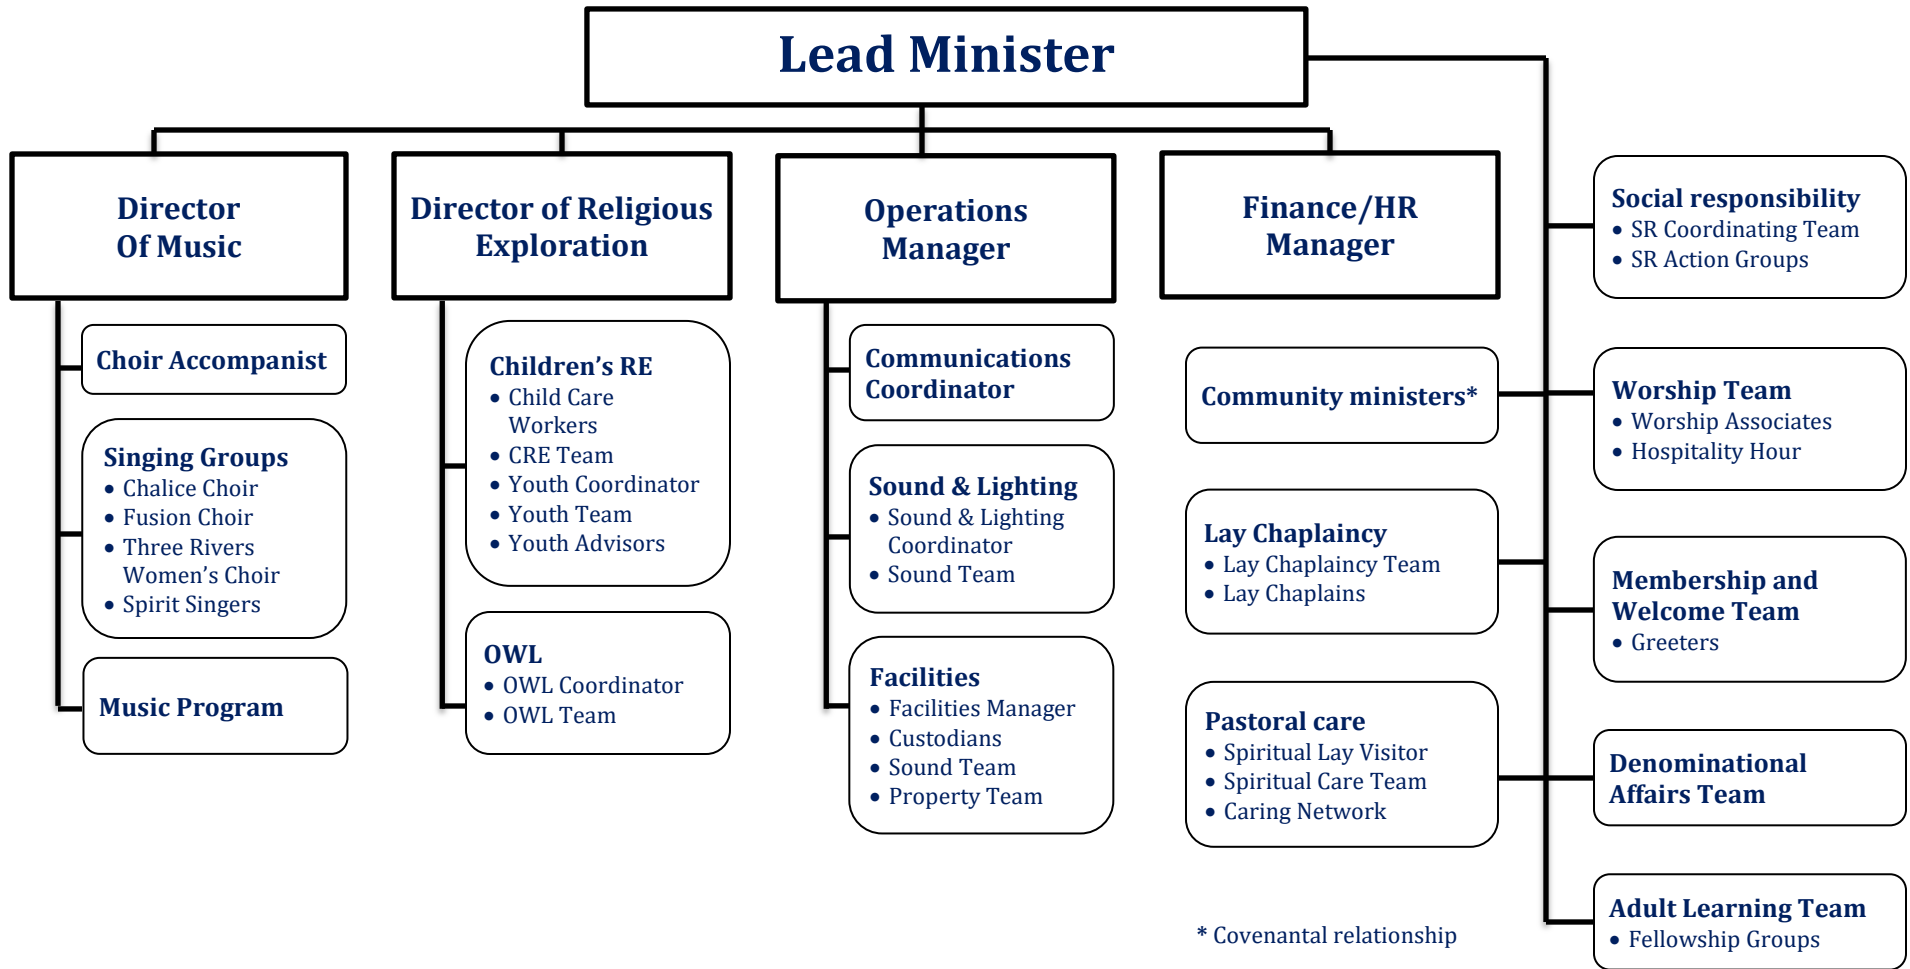 Lead Minister
Director
Of Music
Director of Religious
Exploration
Operations
Manager
Finance/HR
Manager
Choir Accompanist
Singing Groups
• Chalice Choir
• Fusion Choir
• Three Rivers
Women's Choir
• Spirit Singers
Music Program
Children's RE
• Child Care
Workers
• CRE Team
• Youth Coordinator
• Youth Team
• Youth Advisors
OWL
• OWL Coordinator
• OWL Team
Communications
Coordinator
Sound & Lighting
• Sound & Lighting
Coordinator
• Sound Team
Facilities
• Facilities Manager
• Custodians
• Sound Team
• Property Team
Community ministers*
Lay Chaplaincy
• Lay Chaplaincy Team
• Lay Chaplains
Pastoral care
• Spiritual Lay Visitor
• Spiritual Care Team
• Caring Network
* Covenantal relationship
Social responsibility
• SR Coordinating Team
• SR Action Groups
Worship Team
• Worship Associates
• Hospitality Hour
Membership and
Welcome Team
• Greeters
Denominational
Affairs Team
Adult Learning Team
• Fellowship Groups